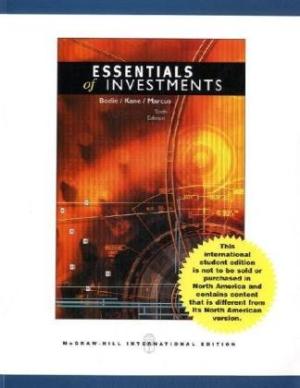 ESSENTIALS
of INVESTMENTS
Bodie / Kane / Marcus
Edition
This
international
student edition
is not to be sold or
purchased in
North America and
contains content
that is different from
its North American
version.
McGRAW-HILL INTERNATIONAL EDITION